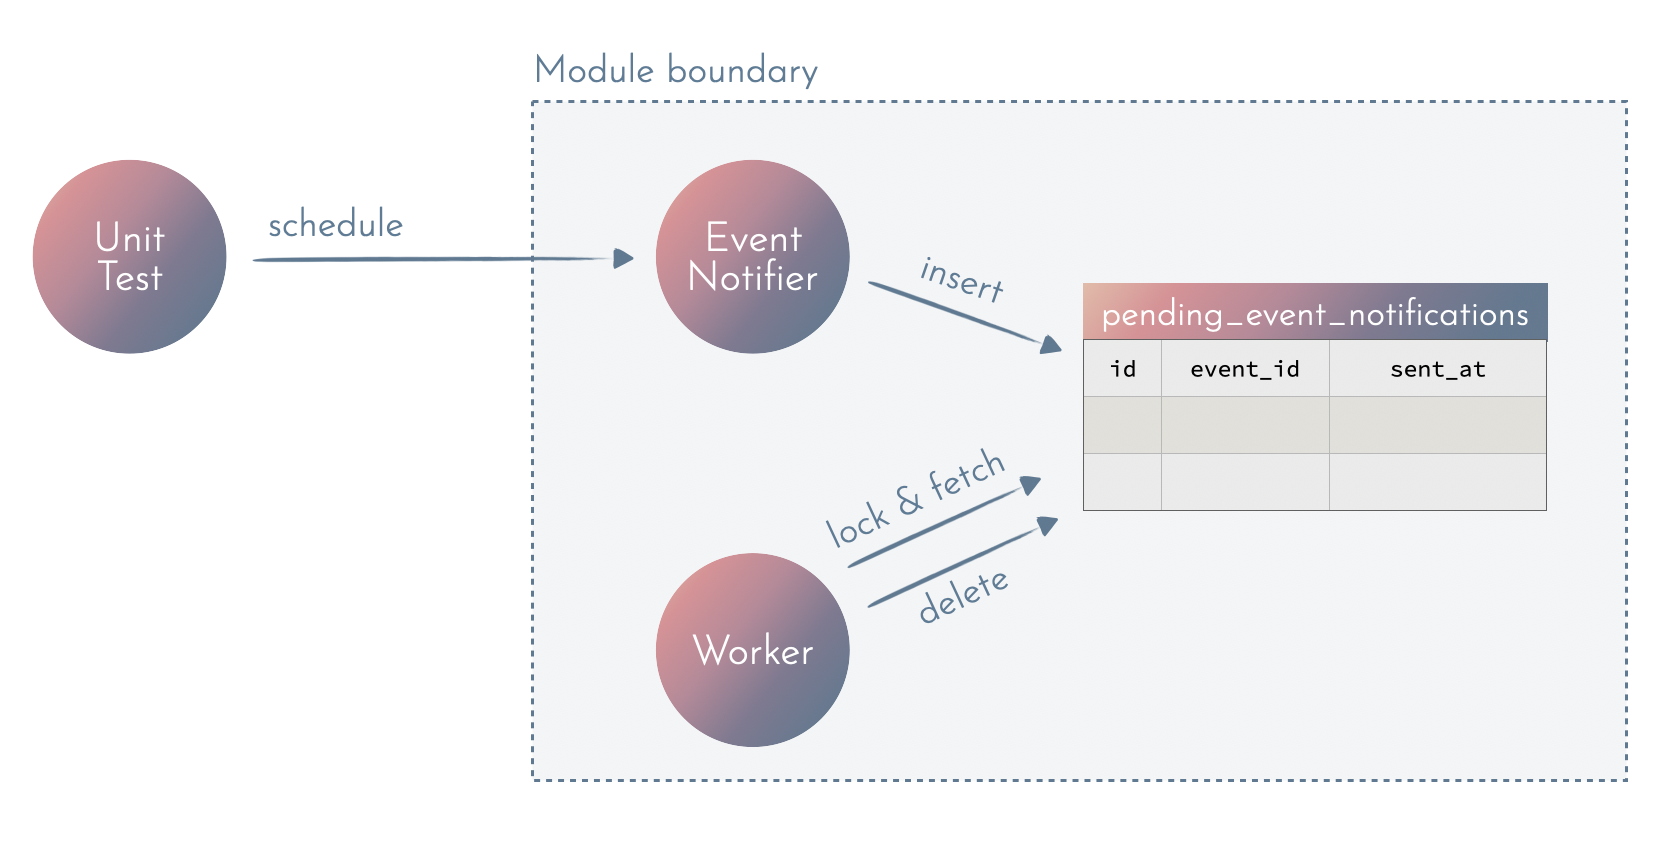 Module boundary
Unit
Test
schedule
Event
Notifier
insert
pending_event_notifications
id event_id sent_at
lock & fetch
delete
Worker